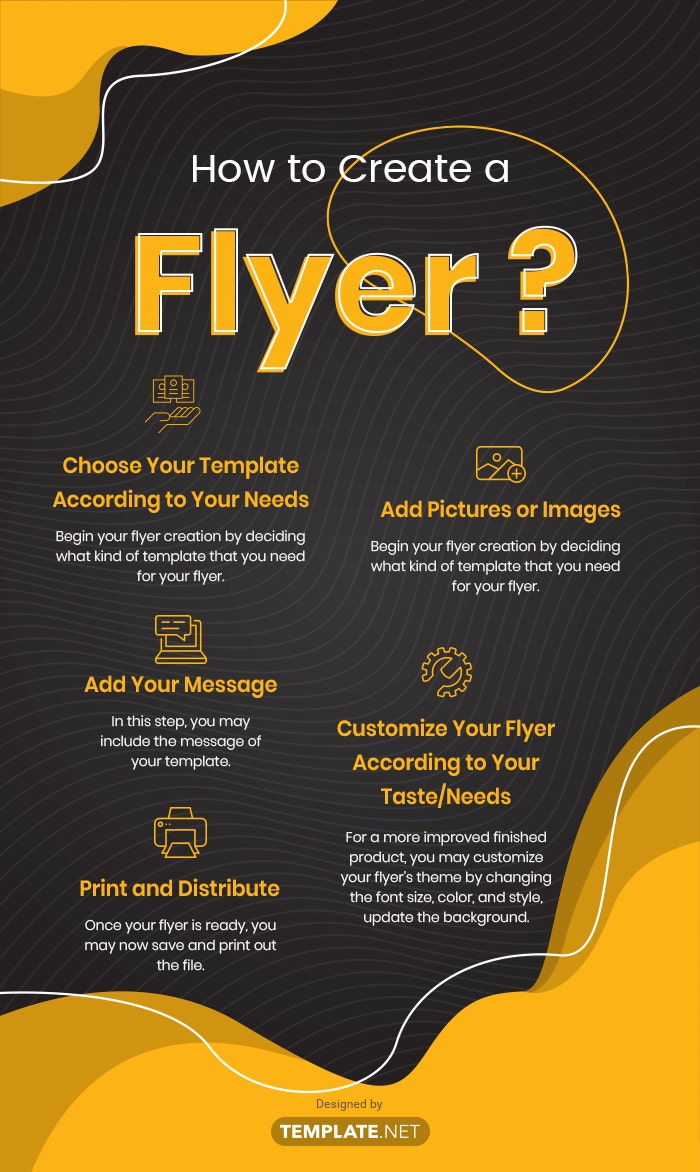 How to Create a
Flyer ?
Choose Your Template
According to Your Needs
Begin your flyer creation by deciding
what kind of template that you need
for your flyer.
Add Pictures or Images
Begin your flyer creation by deciding
what kind of template that you need
for your flyer.
Add Your Message
In this step, you may
include the message of
your template.
Customize Your Flyer
According to Your
Taste/Needs
For a more improved finished
product, you may customize
your flyer's theme by changing
the font size, color, and style,
update the background.
Print and Distribute
Once your flyer is ready, you
may now save and print out
the file.
Designed by
TEMPLATE.NET